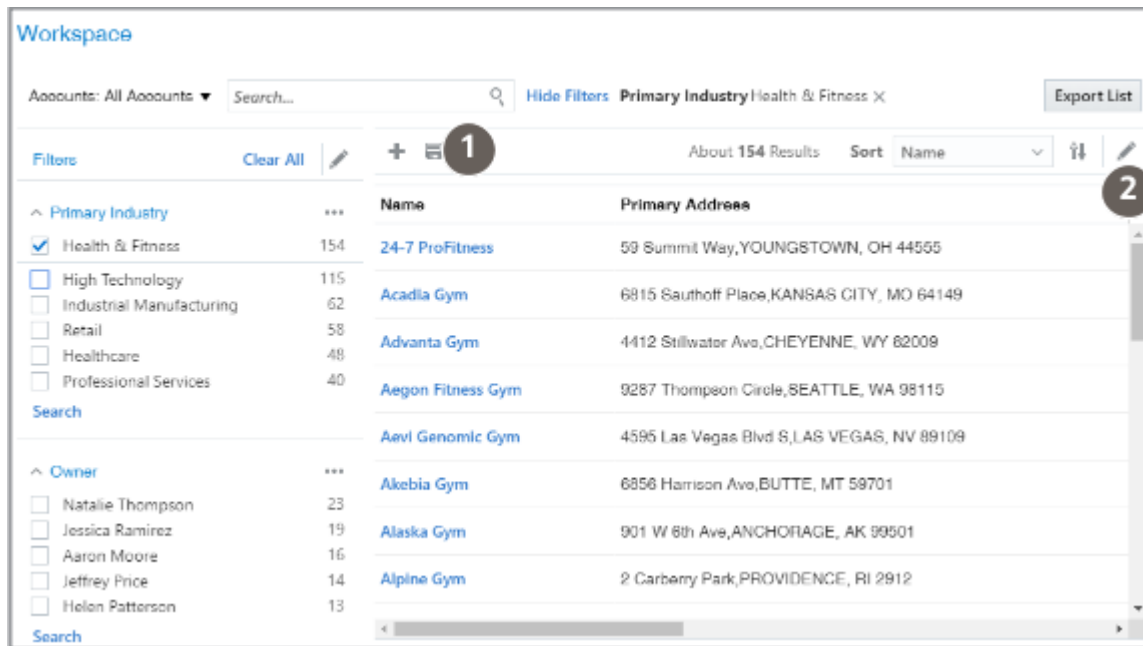 Workspace
Accounts: All Accounts ▼ Search... Hide Filters Primary Industry Health & Fitness × Export List
Filters Clear All 1 About 154 Results Sort Name 2
Primary Industry ...
Health & Fitness 154
High Technology 115
Industrial Manufacturing 62
Retail 58
Healthcare 48
Professional Services 40
Search
Owner ...
Natalie Thompson 23
Jessica Ramirez 19
Aaron Moore 16
Jeffrey Price 14
Helen Patterson 13
Search
Name Primary Address
24-7 ProFitness 59 Summit Way,YOUNGSTOWN, OH 44555
Acadia Gym 6815 Sauthoff Place,KANSAS CITY, MO 64149
Advanta Gym 4412 Stillwater Ave,CHEYENNE, WY 82009
Aegon Fitness Gym 9287 Thompson Circle,SEATTLE, WA 98115
Aevi Genomic Gym 4595 Las Vegas Blvd S,LAS VEGAS, NV 89109
Akebia Gym 6856 Harrison Ave,BUTTE, MT 59701
Alaska Gym 901 W 6th Ave,ANCHORAGE, AK 99501
Alpine Gym 2 Carberry Park,PROVIDENCE, RI 2912